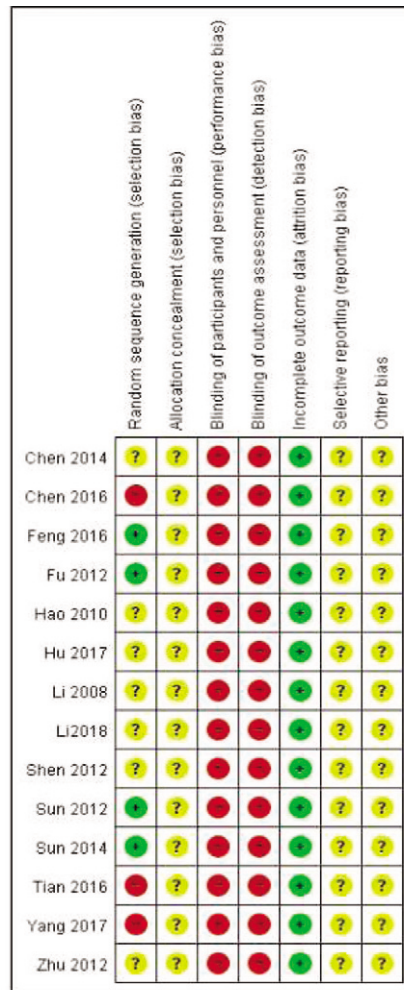 Random sequence generation (selection bias)
Allocation concealment (selection bias)
Blinding of participants and personnel (performance bias)
Blinding of outcome assessment (detection bias)
Incomplete outcome data (attrition bias)
Selective reporting (reporting bias)
Other bias
Chen 2014 ? ? - - + ? ?
Chen 2016 - ? - - + ? ?
Feng 2016 + ? - - + ? ?
Fu 2012 + ? - - + ? ?
Hao 2010 ? ? - - + ? ?
Hu 2017 ? ? - - + ? ?
Li 2008 ? ? - - + ? ?
Li2018 ? ? - - + ? ?
Shen 2012 ? ? - - + ? ?
Sun 2012 + ? - - + ? ?
Sun 2014 + ? - - + ? ?
Tian 2016 - ? - - + ? ?
Yang 2017 - ? - - + ? ?
Zhu 2012 ? ? - - + ? ?